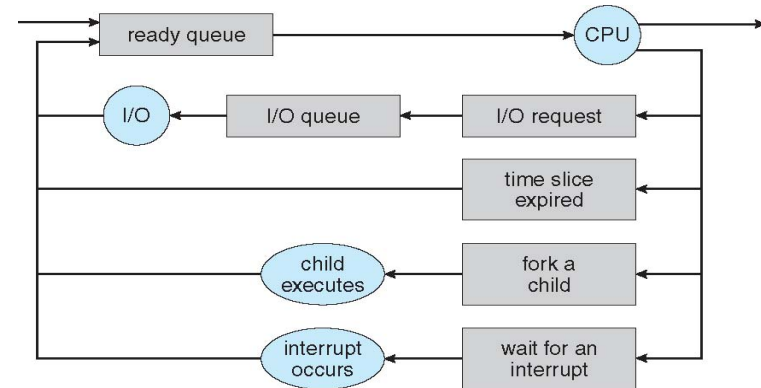 ready queue
CPU
I/O
I/O queue
I/O request
time slice
expired
child
executes
fork a
child
interrupt
occurs
wait for an
interrupt